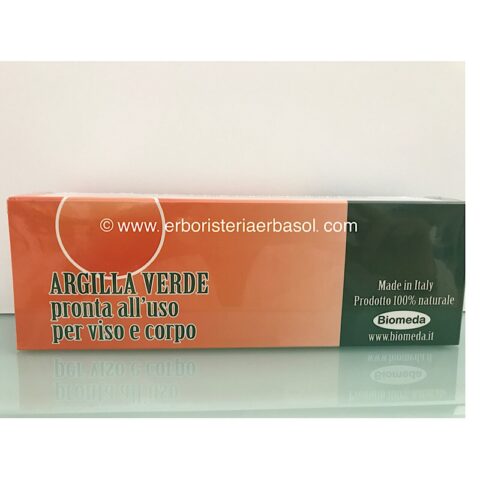 © www. erboristeriaerbasol. com
ARGILLA VERDE
pronta all'uso
per viso e corpo
Made in Italy
Prodotto 100% naturale
Biomeda
www.biomeda.it